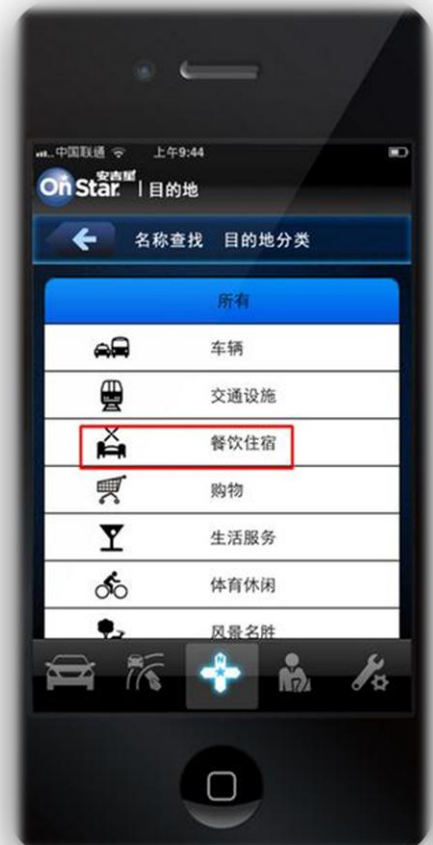 中国联通 上午9:44
安吉星
OnStar | 目的地
名称查找 目的地分类
所有
车辆
交通设施
餐饮住宿
购物
生活服务
体育休闲
风景名胜
N